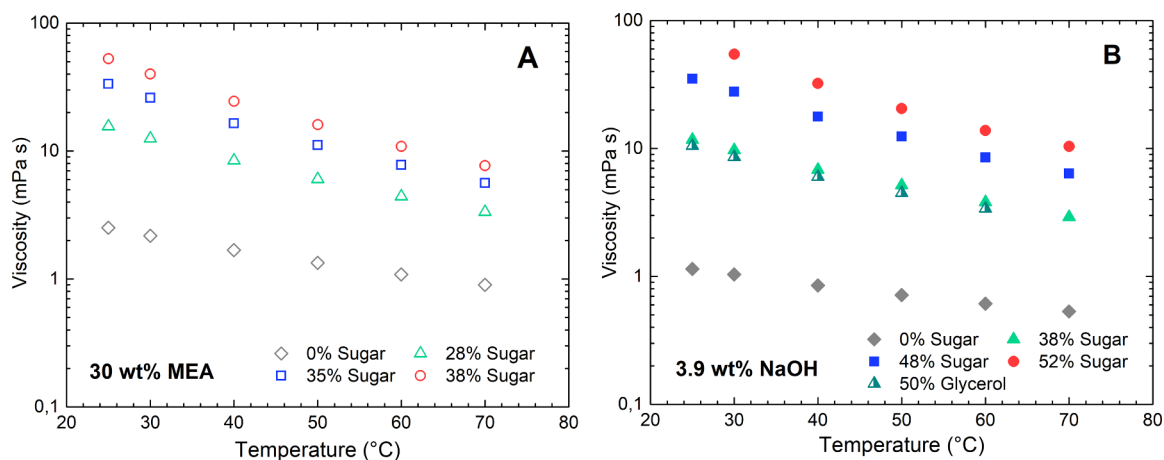 A
100
10
1
0,1
Viscosity (mPa s)
0% Sugar
28% Sugar
35% Sugar
38% Sugar
30 wt% MEA
20 30 40 50 60 70 80
Temperature (°C)
B
100
10
1
0,1
Viscosity (mPa s)
0% Sugar
38% Sugar
48% Sugar
52% Sugar
50% Glycerol
3.9 wt% NaOH
20 30 40 50 60 70 80
Temperature (°C)